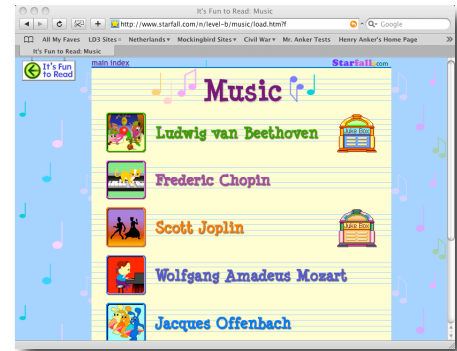 It's Fun to Read: Music
http://www.starfall.com/n/level-b/music/load.htm?f
Google
All My Faves LD3 Sites Netherlands Mockingbird Sites Civil War Mr. Anker Tests Henry Anker's Home Page
It's Fun to Read: Music
It's Fun
to Read
main index
Starfall.com
Music
Ludwig van Beethoven
Juke Box
Frederic Chopin
Scott Joplin
Juke Box
Wolfgang Amadeus Mozart
Jacques Offenbach